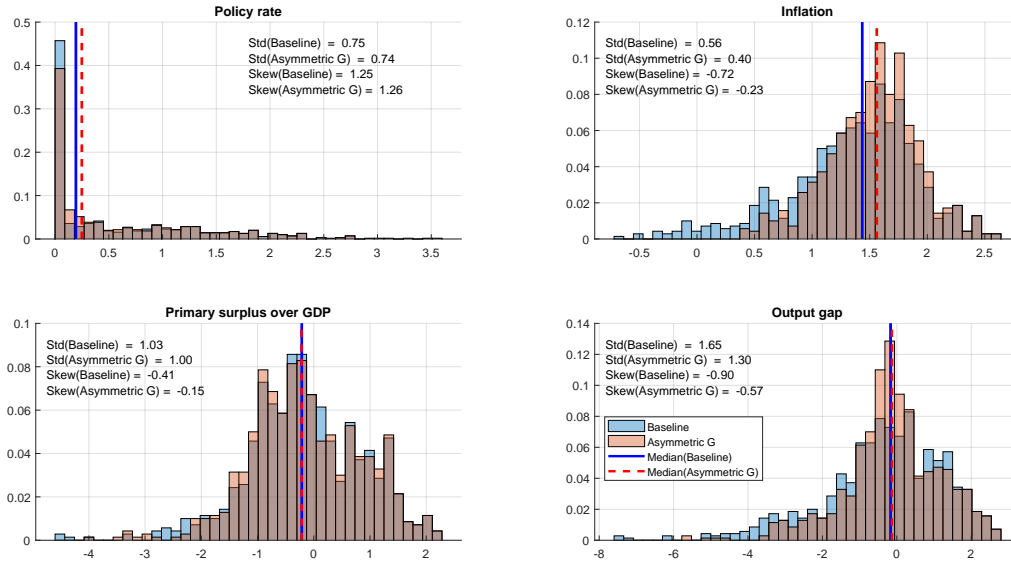 Policy rate
Std(Baseline) = 0.75
Std(Asymmetric G) = 0.74
Skew(Baseline) = 1.25
Skew(Asymmetric G) = 1.26
0.5
0.4
0.3
0.2
0.1
0
0 0.5 1 1.5 2 2.5 3 3.5
Inflation
Std(Baseline) = 0.56
Std(Asymmetric G) = 0.40
Skew(Baseline) = -0.72
Skew(Asymmetric G) = -0.23
0.12
0.1
0.08
0.06
0.04
0.02
0
-0.5 0 0.5 1 1.5 2 2.5
Primary surplus over GDP
Std(Baseline) = 1.03
Std(Asymmetric G) = 1.00
Skew(Baseline) = -0.41
Skew(Asymmetric G) = -0.15
0.1
0.08
0.06
0.04
0.02
0
-4 -3 -2 -1 0 1 2
Output gap
Std(Baseline) = 1.65
Std(Asymmetric G) = 1.30
Skew(Baseline) = -0.90
Skew(Asymmetric G) = -0.57
Baseline
Asymmetric G
Median(Baseline)
Median(Asymmetric G)
0.14
0.12
0.1
0.08
0.06
0.04
0.02
0
-8 -6 -4 -2 0 2